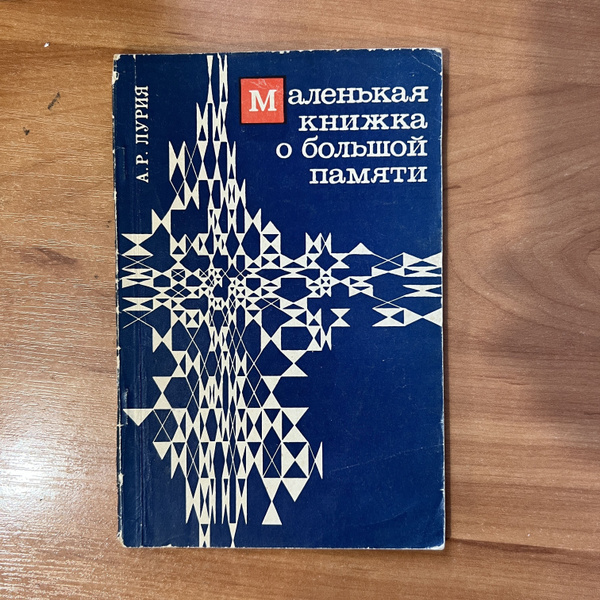 А.Р. ЛУРИЯ
Маленькая
книжка
о большой
памяти